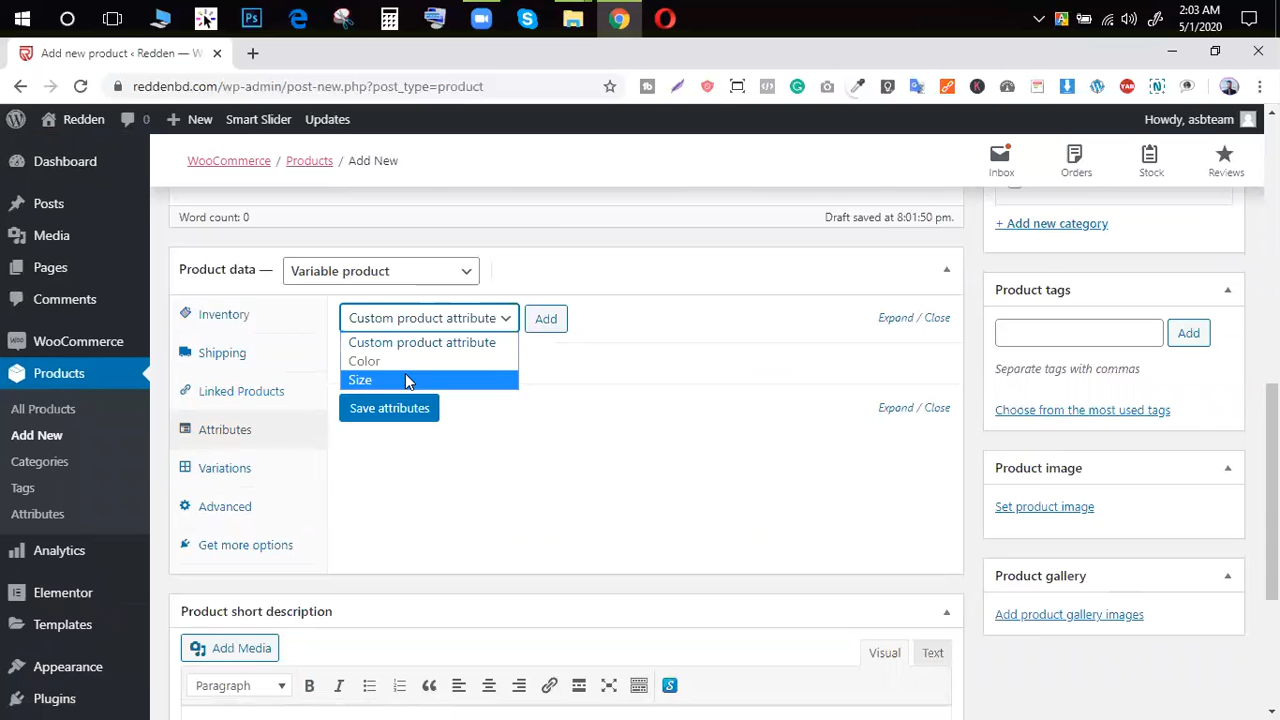 2:03 AM
5/1/2020
Add new product ‹ Redden — W
reddenbd.com/wp-admin/post-new.php?post_type=product
Redden
New
Smart Slider
Updates
Howdy, asbteam
Dashboard
Posts
Media
Pages
Comments
WooCommerce
Products
All Products
Add New
Categories
Tags
Attributes
Analytics
Elementor
Templates
Appearance
Plugins
WooCommerce / Products / Add New
Inbox
Orders
Stock
Reviews
Word count: 0
Draft saved at 8:01:50 pm.
Product data — Variable product
Inventory
Shipping
Linked Products
Attributes
Variations
Advanced
Get more options
Custom product attribute
Add
Expand / Close
Custom product attribute
Color
Size
Save attributes
Expand / Close
Product short description
Add Media
Visual
Text
Paragraph
+ Add new category
Product tags
Add
Separate tags with commas
Choose from the most used tags
Product image
Set product image
Product gallery
Add product gallery images